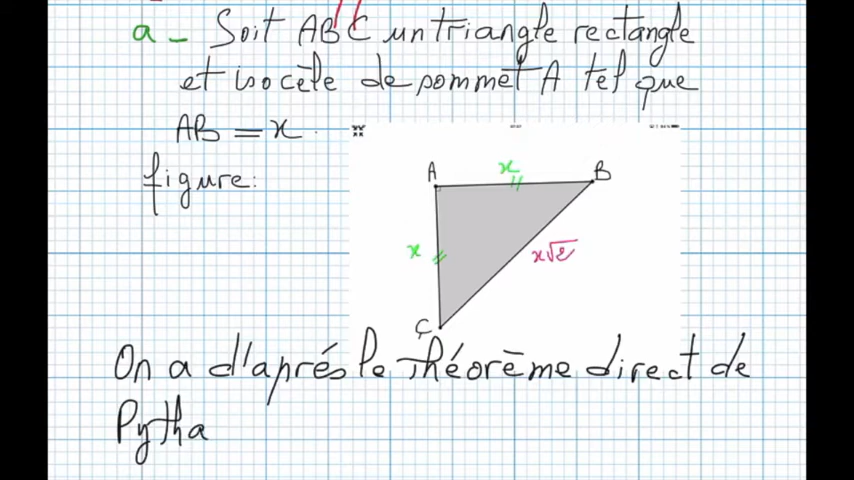 a - Soit ABC un triangle rectangle
et isocèle de sommet A tel que
AB = x.
figure:
A x B
x x√2
C
On a d'aprés le théorème direct de
Pytha